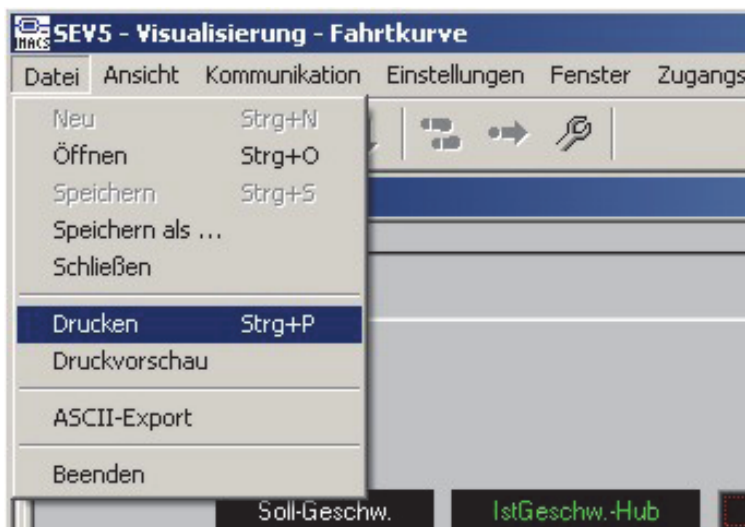 IMACS SEV5 - Visualisierung - Fahrtkurve
Datei Ansicht Kommunikation Einstellungen Fenster Zugangs
Neu Strg+N
Öffnen Strg+O
Speichern Strg+S
Speichern als ...
Schließen
Drucken Strg+P
Druckvorschau
ASCII-Export
Beenden
Soll-Geschw. IstGeschw.-Hub